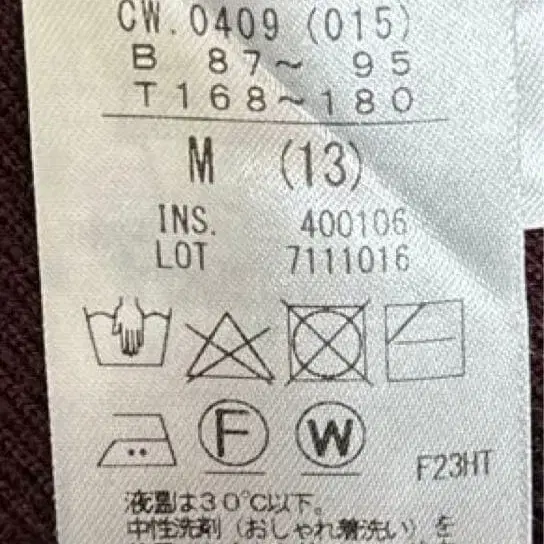 CW.0409 (015)
B 87~ 95
T168~180
M (13)
INS. 400106
LOT 7111016
F W
F23HT
液温は30℃以下。
中性洗剤(おしゃれ着洗い)を